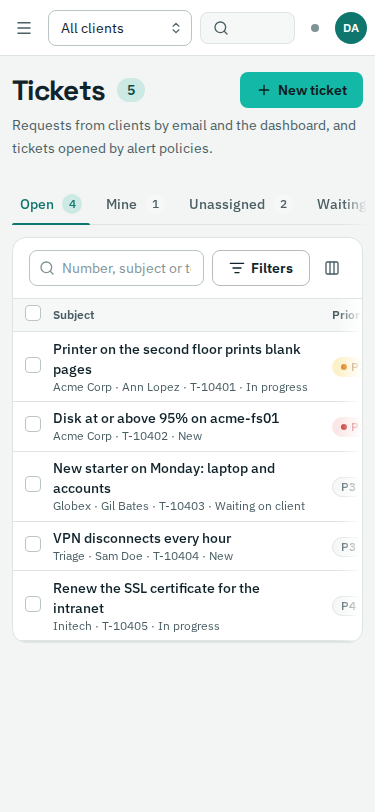 All clients
DA
Tickets 5
New ticket
Requests from clients by email and the dashboard, and
tickets opened by alert policies.
Open 4 Mine 1 Unassigned 2 Waiting
Number, subject or t
Filters
Subject Prior
Printer on the second floor prints blank
pages
Acme Corp · Ann Lopez · T-10401 · In progress
P
Disk at or above 95% on acme-fs01
Acme Corp · T-10402 · New
P
New starter on Monday: laptop and
accounts
Globex · Gil Bates · T-10403 · Waiting on client
P3
VPN disconnects every hour
Triage · Sam Doe · T-10404 · New
P3
Renew the SSL certificate for the
intranet
Initech · T-10405 · In progress
P4